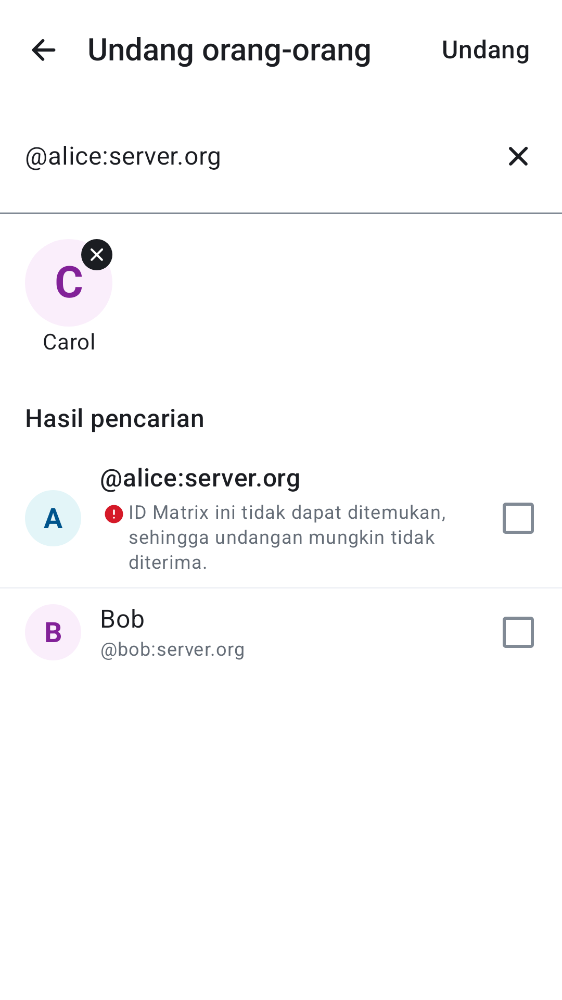 Undang orang-orang
Undang
@alice:server.org
C
Carol
Hasil pencarian
A
@alice:server.org
ID Matrix ini tidak dapat ditemukan,
sehingga undangan mungkin tidak
diterima.
B
Bob
@bob:server.org